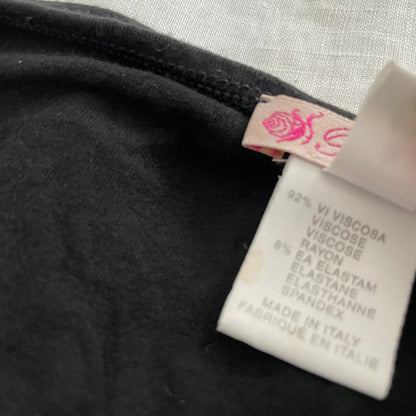 92% VI VISCOSA
VISCOSE
VISCOSE
RAYON
8% EA ELASTAM
ELASTANE
ELASTHANNE
SPANDEX
MADE IN ITALY
FABRIQUE EN ITALIE